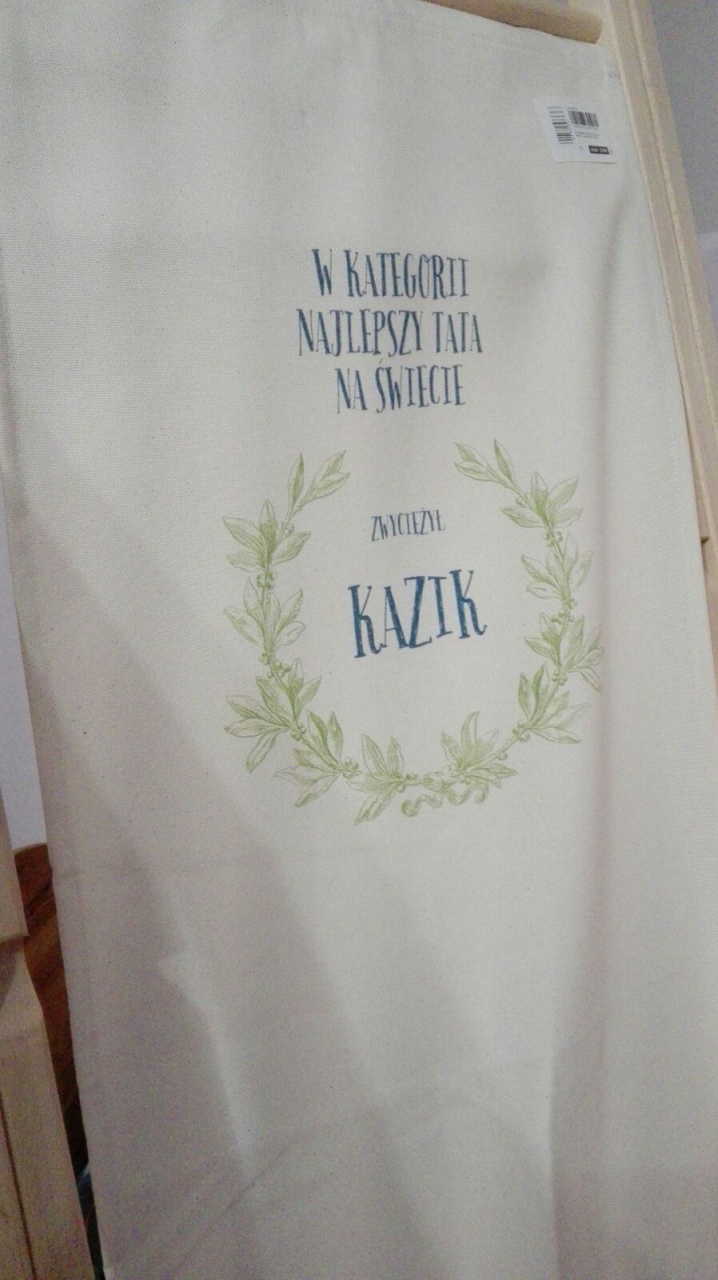 W KATEGORII
NAJLEPSZY TATA
NA ŚWIECIE
ZWYCIĘŻYŁ
KAZIK